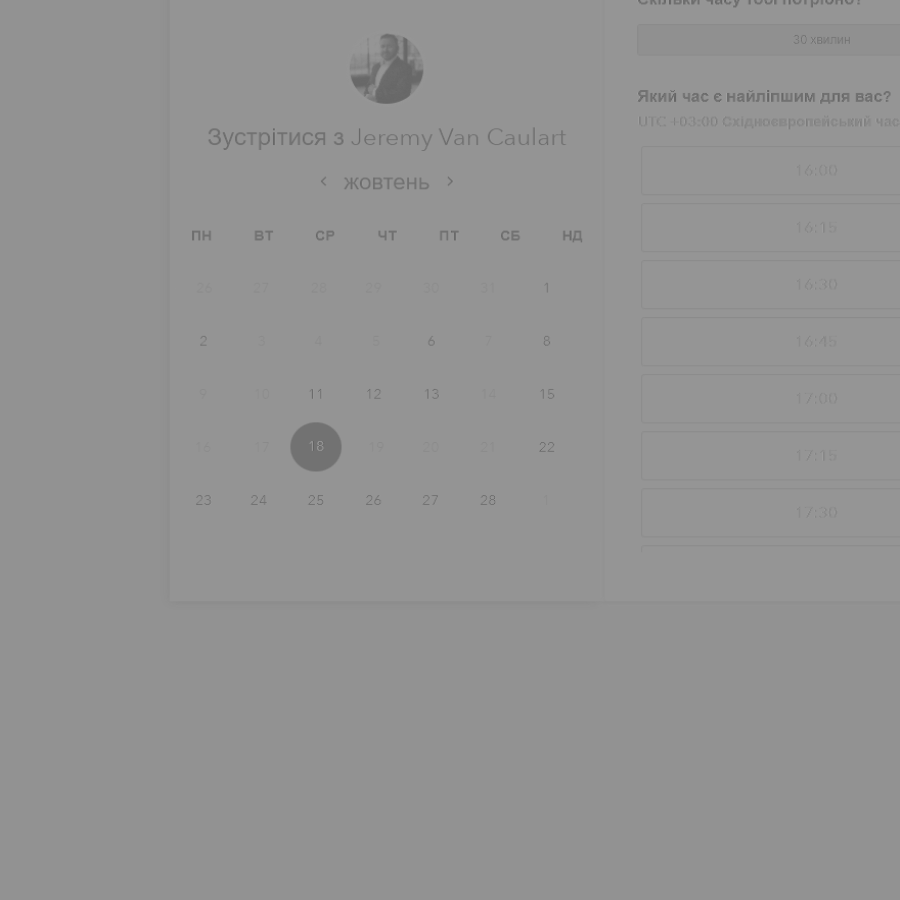 Скільки часу тобі потрібно?
30 хвилин
Зустрітися з Jeremy Van Caulart
жовтень
ПН ВТ СР ЧТ ПТ СБ НД
26 27 28 29 30 31 1
2 3 4 5 6 7 8
9 10 11 12 13 14 15
16 17 18 19 20 21 22
23 24 25 26 27 28 1
Який час є найліпшим для вас?
UTC +03:00 Східноєвропейський час
16:00
16:15
16:30
16:45
17:00
17:15
17:30